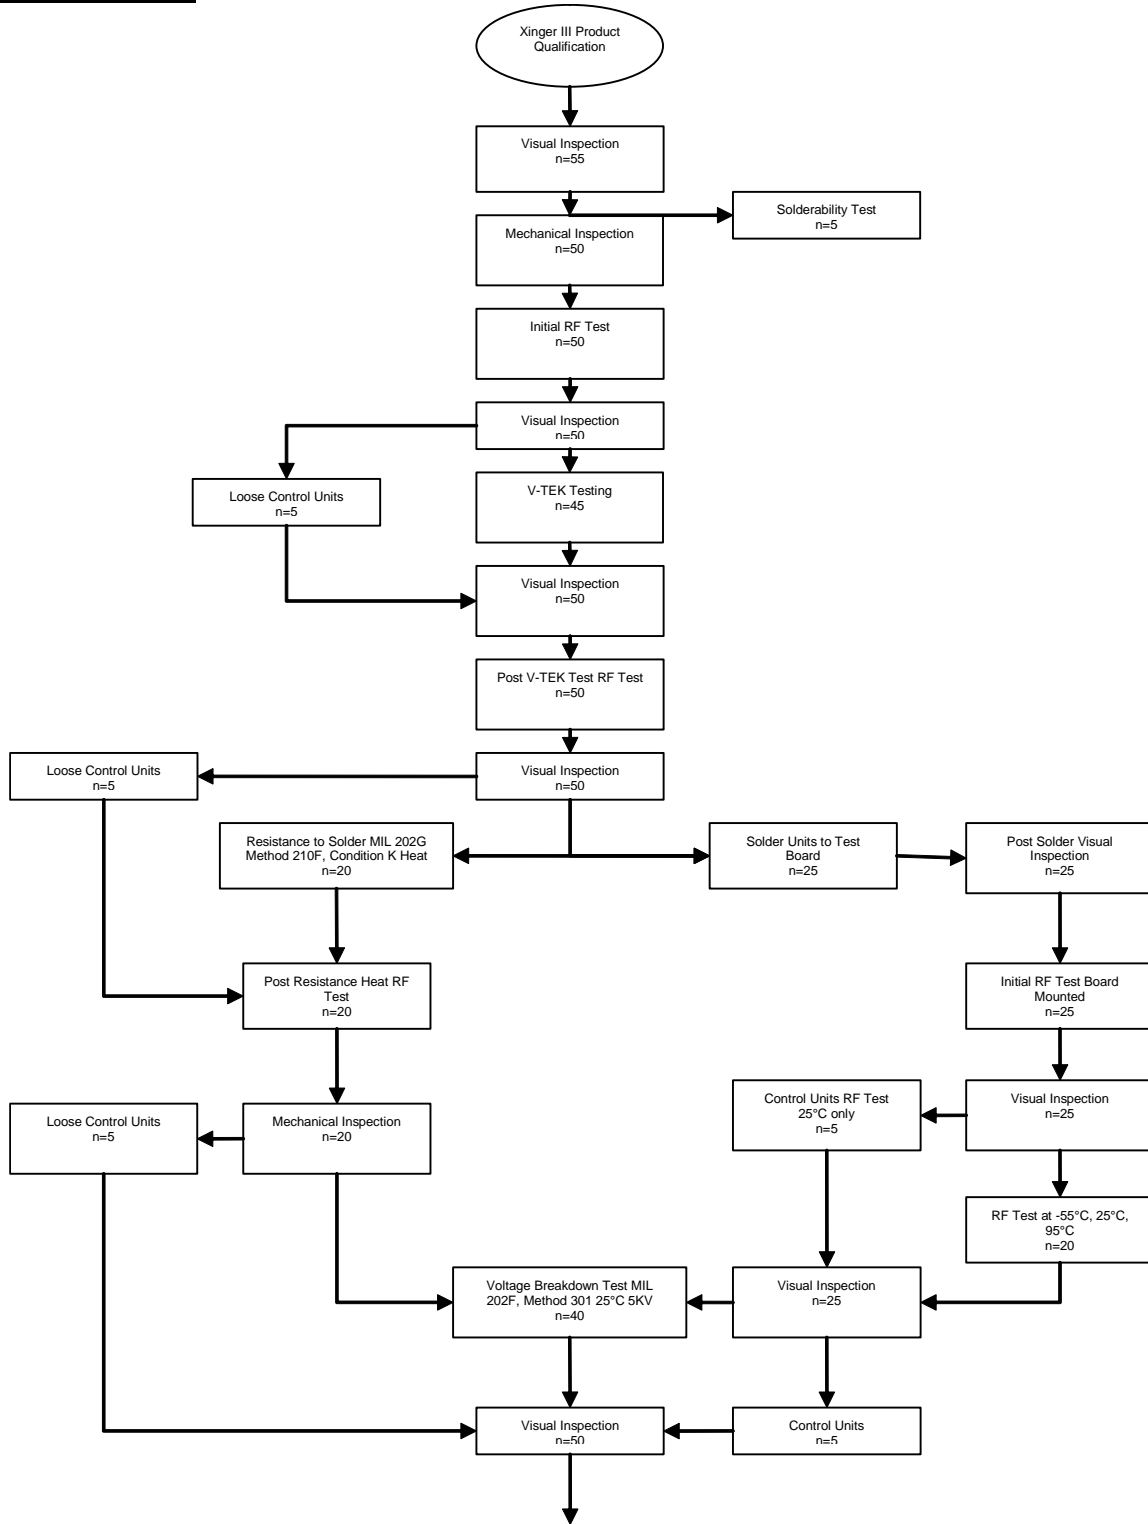 Xinger III Product
Qualification
Visual Inspection
n=55
Solderability Test
n=5
Mechanical Inspection
n=50
Initial RF Test
n=50
Visual Inspection
n=50
Loose Control Units
n=5
V-TEK Testing
n=45
Visual Inspection
n=50
Post V-TEK Test RF Test
n=50
Loose Control Units
n=5
Visual Inspection
n=50
Resistance to Solder MIL 202G
Method 210F, Condition K Heat
n=20
Solder Units to Test
Board
n=25
Post Solder Visual
Inspection
n=25
Post Resistance Heat RF
Test
n=20
Initial RF Test Board
Mounted
n=25
Loose Control Units
n=5
Mechanical Inspection
n=20
Control Units RF Test
25°C only
n=5
Visual Inspection
n=25
RF Test at -55°C, 25°C,
95°C
n=20
Voltage Breakdown Test MIL
202F, Method 301 25°C 5KV
n=40
Visual Inspection
n=25
Visual Inspection
n=50
Control Units
n=5